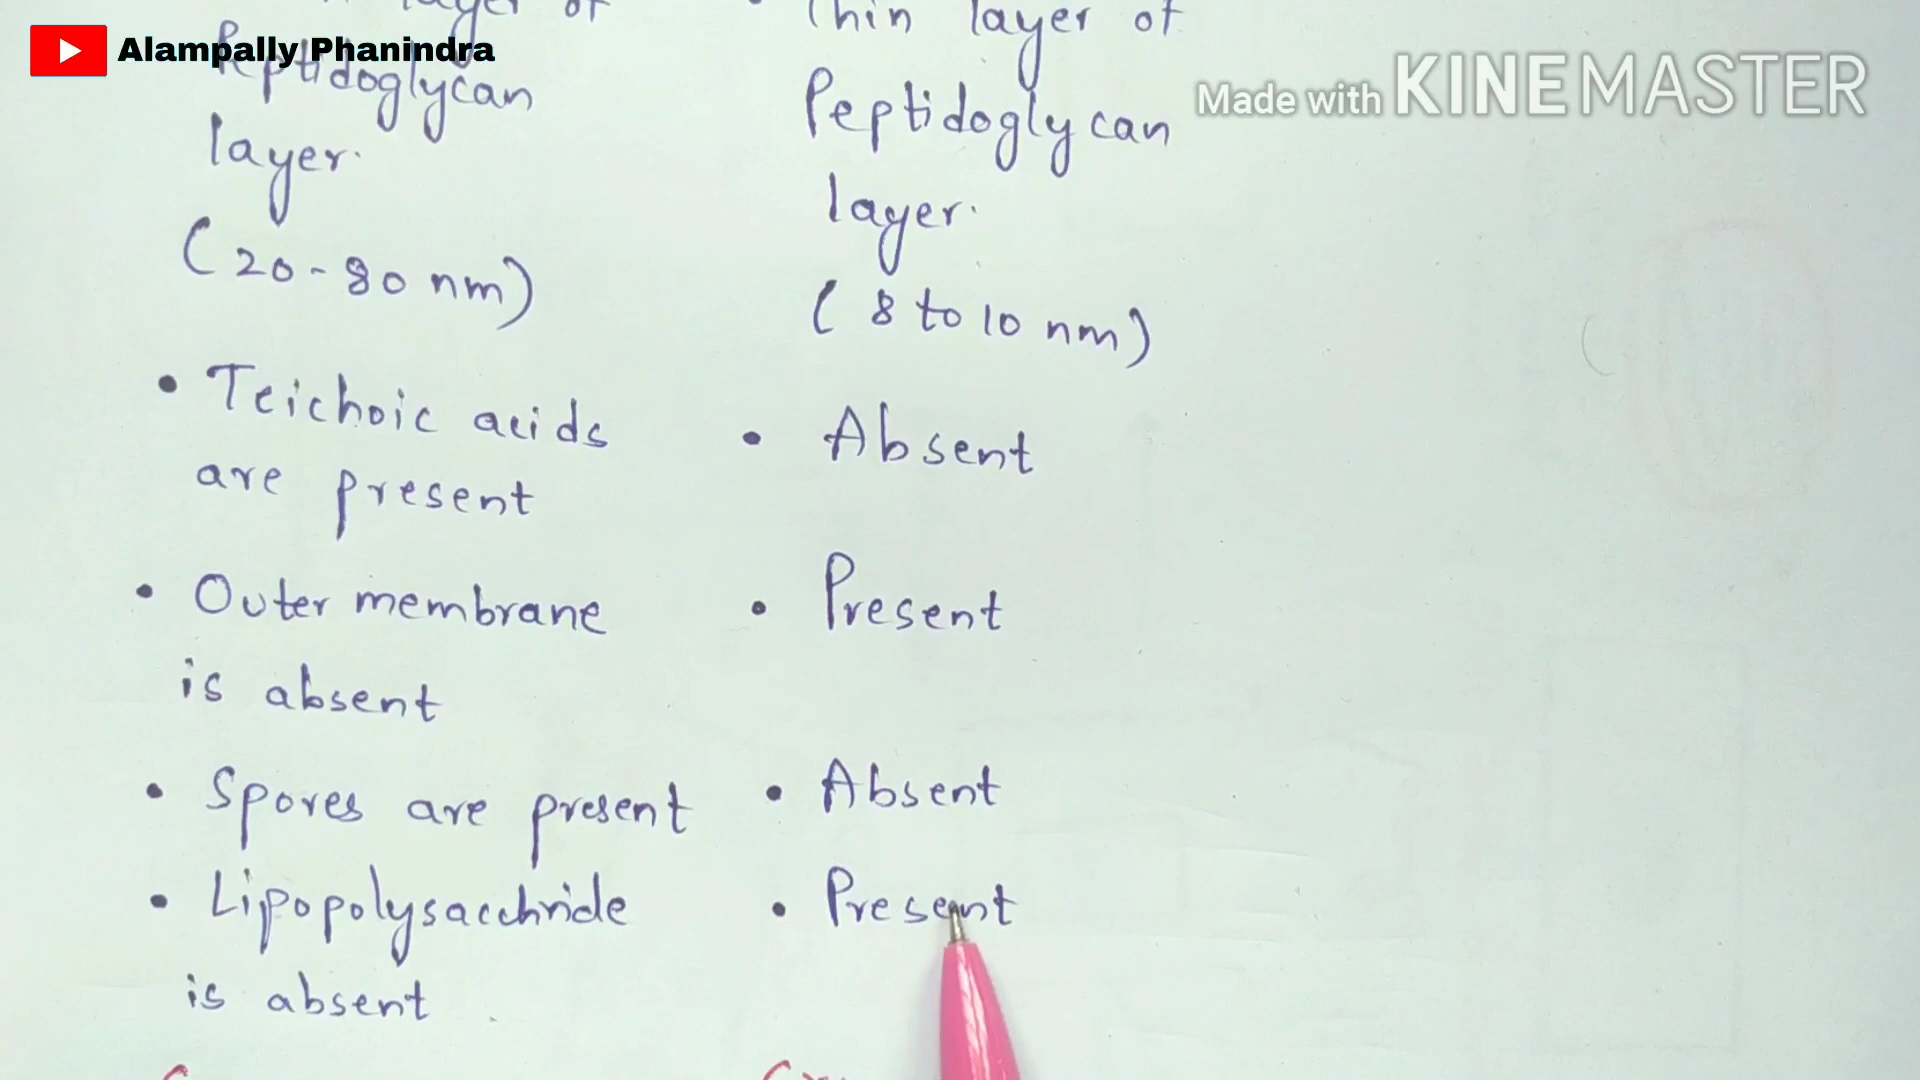 layer of
Peptidoglycan
layer.
(20-80 nm)
• Teichoic acids
are present
• Outer membrane
is absent
• Spores are present
• Lipopolysacchride
is absent
• Thin layer of
Peptidoglycan
layer.
(8 to 10 nm)
• Absent
• Present
• Absent
• Present
Alampally Phanindra
Made with KINEMASTER